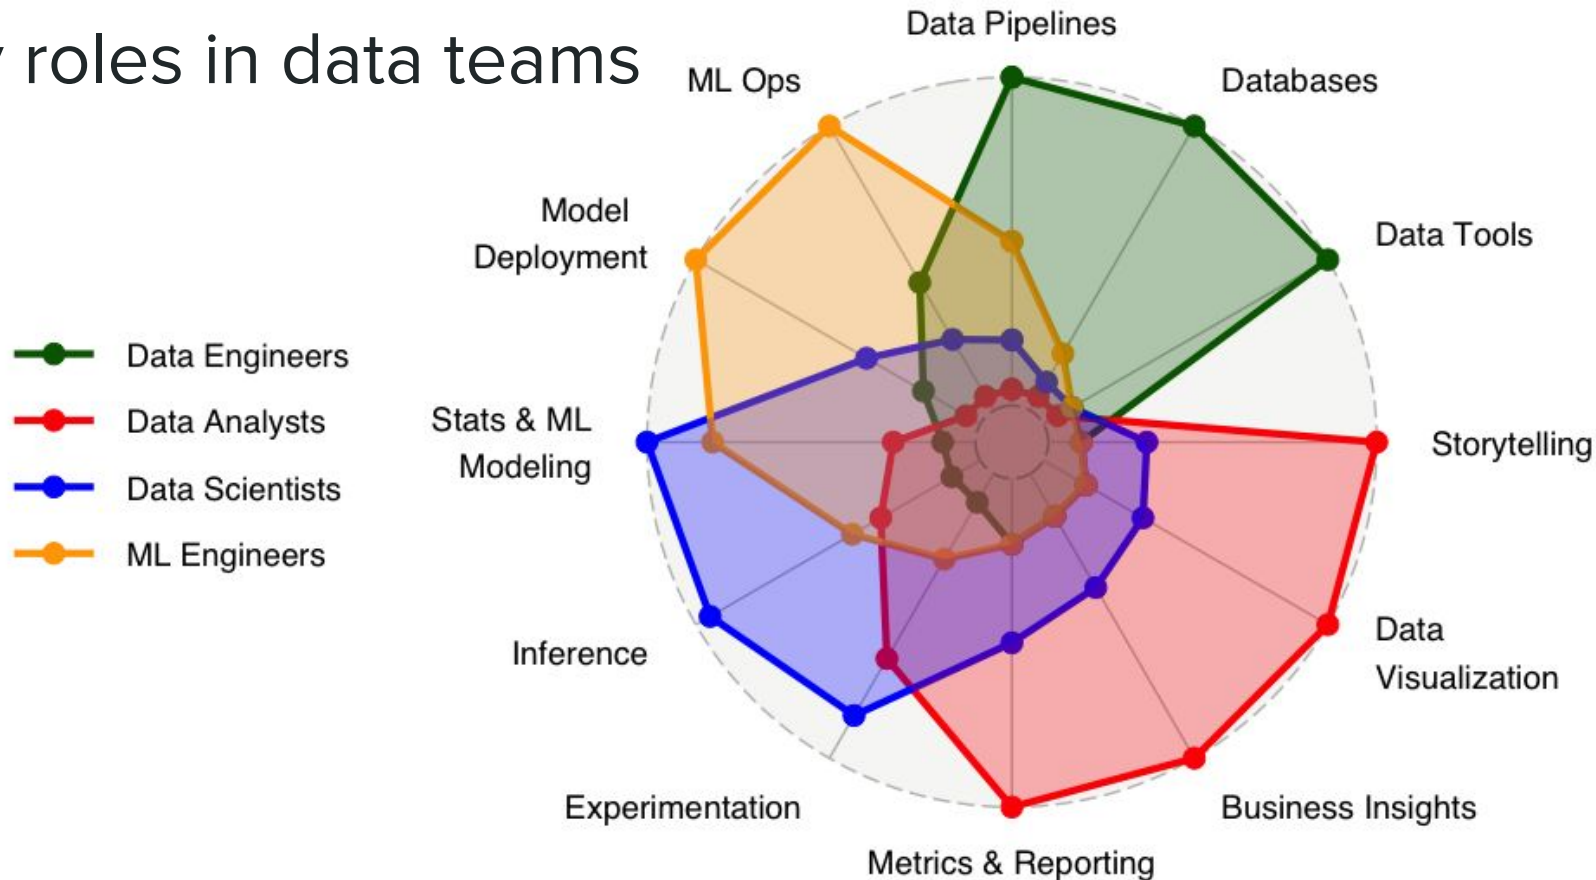 roles in data teams
Data Pipelines
ML Ops
Databases
Model
Deployment
Data Tools
Data Engineers
Data Analysts
Data Scientists
ML Engineers
Stats & ML
Modeling
Storytelling
Inference
Data
Visualization
Experimentation
Business Insights
Metrics & Reporting